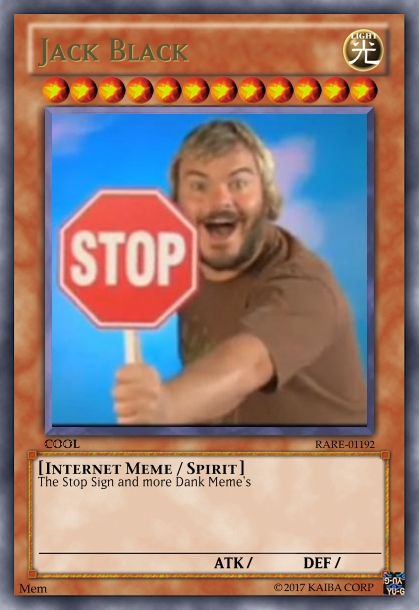 JACK BLACK
LIGHT
光
STOP
COOL
RARE-01192
[INTERNET MEME / SPIRIT]
The Stop Sign and more Dank Meme's
ATK / DEF /
Mem
©2017 KAIBA CORP